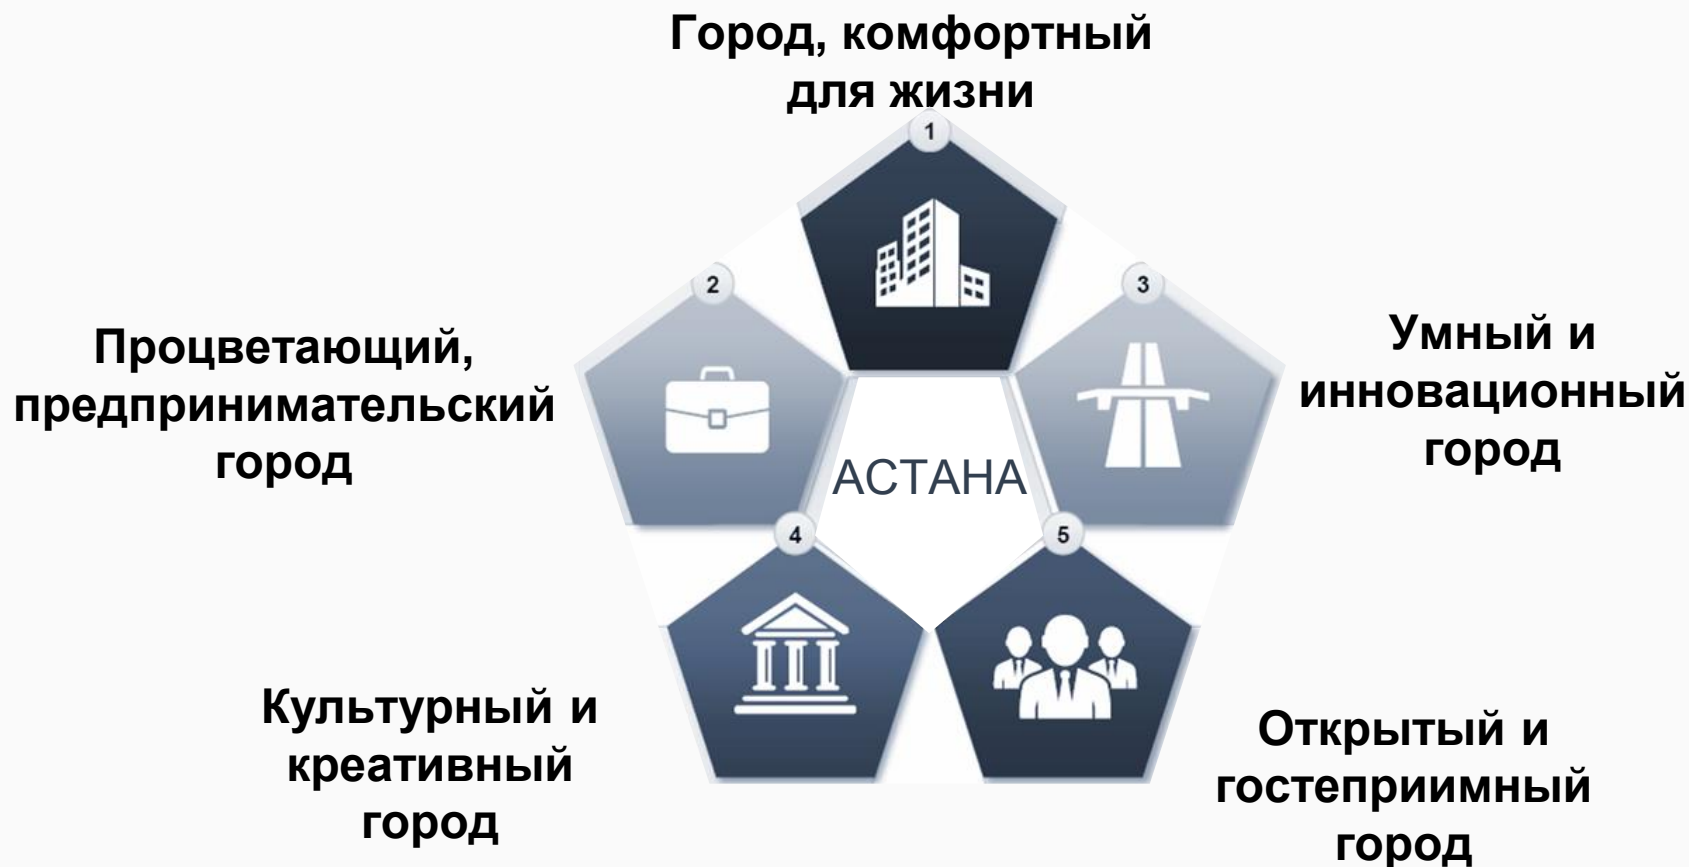 Город, комфортный
для жизни
1
2
Процветающий,
предпринимательский
город
3
Умный и
инновационный
город
АСТАНА
4
Культурный и
креативный
город
5
Открытый и
гостеприимный
город